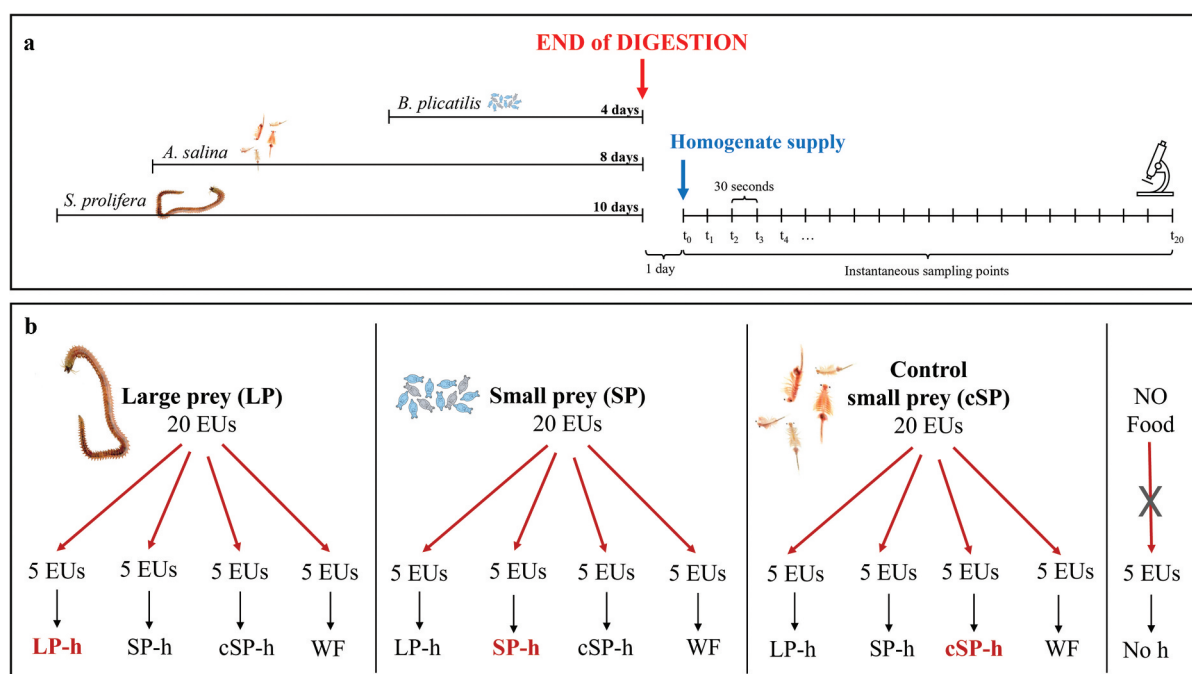 a
END of DIGESTION
B. plicatilis
4 days
A. salina
8 days
Homogenate supply
S. prolifera
10 days
30 seconds
t0 t1 t2 t3 t4 ... t20
1 day
Instantaneous sampling points
b
Large prey (LP)
20 EUs
5 EUs 5 EUs 5 EUs 5 EUs
LP-h SP-h cSP-h WF
Small prey (SP)
20 EUs
5 EUs 5 EUs 5 EUs 5 EUs
LP-h SP-h cSP-h WF
Control
small prey (cSP)
20 EUs
5 EUs 5 EUs 5 EUs 5 EUs
LP-h SP-h cSP-h WF
NO
Food
X
5 EUs
No h